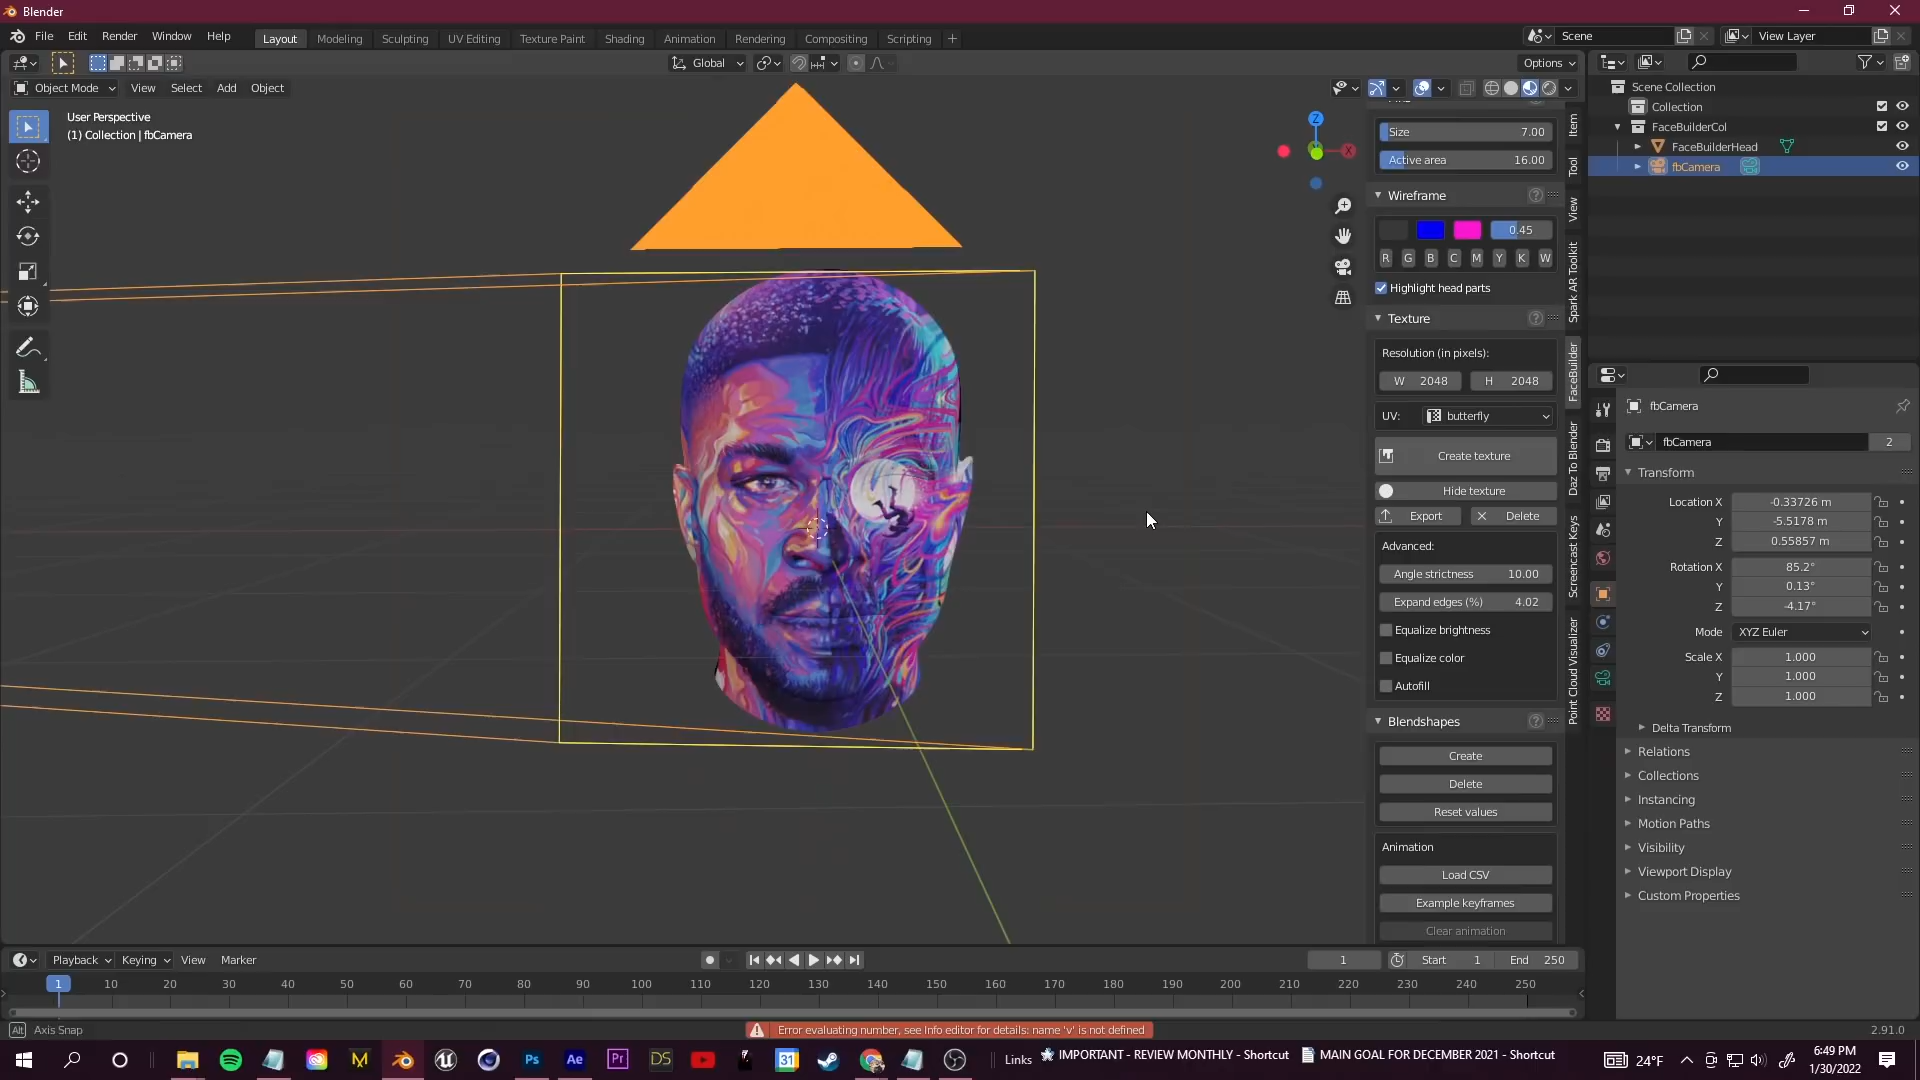 Blender
File Edit Render Window Help
Layout Modeling Sculpting UV Editing Texture Paint Shading Animation Rendering Compositing Scripting +
Scene
View Layer
Global
Options
Object Mode View Select Add Object
User Perspective
(1) Collection | fbCamera
Z
X
Size 7.00
Active area 16.00
Wireframe
0.45
R G B C M Y K W
Highlight head parts
Texture
Resolution (in pixels):
W 2048 H 2048
UV: butterfly
Create texture
Hide texture
Export Delete
Advanced:
Angle strictness 10.00
Expand edges (%) 4.02
Equalize brightness
Equalize color
Autofill
Blendshapes
Create
Delete
Reset values
Animation
Load CSV
Example keyframes
Clear animation
Item
Tool
View
Spark AR Toolkit
FaceBuilder
Daz To Blender
Screencast Keys
Point Cloud Visualizer
Scene Collection
Collection
FaceBuilderCol
FaceBuilderHead
fbCamera
fbCamera
fbCamera 2
Transform
Location X -0.33726 m
Y -5.5178 m
Z 0.55857 m
Rotation X 85.2°
Y 0.13°
Z -4.17°
Mode XYZ Euler
Scale X 1.000
Y 1.000
Z 1.000
Delta Transform
Relations
Collections
Instancing
Motion Paths
Visibility
Viewport Display
Custom Properties
Playback Keying View Marker
1 Start 1 End 250
1 10 20 30 40 50 60 70 80 90 100 110 120 130 140 150 160 170 180 190 200 210 220 230 240 250
Alt Axis Snap
Error evaluating number, see Info editor for details: name 'v' is not defined
2.91.0
Ps Ae Pr DS 31
Links IMPORTANT - REVIEW MONTHLY - Shortcut MAIN GOAL FOR DECEMBER 2021 - Shortcut
24°F
6:49 PM
1/30/2022